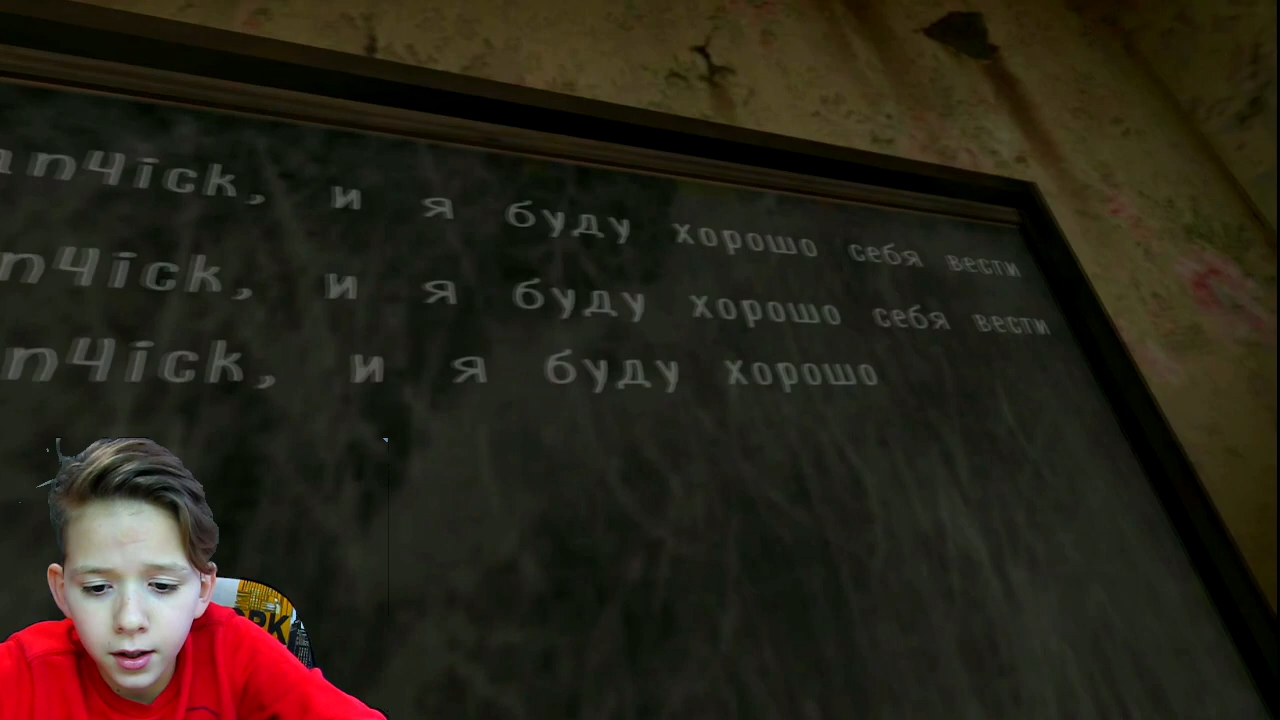 n4ick, и я буду хорошо себя вести
n4ick, и я буду хорошо себя вести
n4ick, и я буду хорошо